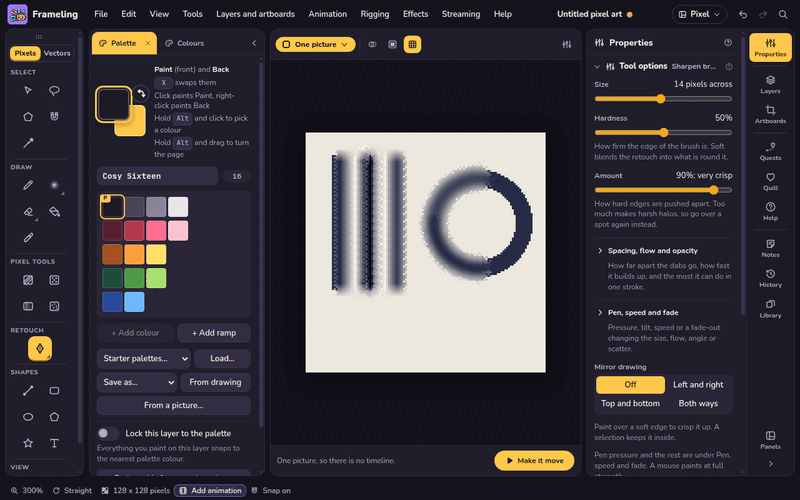 Frameling
File
Edit
View
Tools
Layers and artboards
Animation
Rigging
Effects
Streaming
Help
Untitled pixel art
Pixel
Pixels
Vectors
SELECT
DRAW
PIXEL TOOLS
RETOUCH
SHAPES
VIEW
Palette
Colours
Paint (front) and Back
X swaps them
Click paints Paint, right-
click paints Back
Hold Alt and click to pick
a colour
Hold Alt and drag to turn
the page
Cosy Sixteen
16
P
+ Add colour
+ Add ramp
Starter palettes...
Load...
Save as...
From drawing
From a picture...
Lock this layer to the palette
Everything you paint on this layer snaps to
the nearest palette colour.
One picture
One picture, so there is no timeline.
Make it move
Properties
Tool options
Sharpen br...
Size
14 pixels across
Hardness
50%
How firm the edge of the brush is. Soft
blends the retouch into what is round it.
Amount
90%: very crisp
How hard edges are pushed apart. Too
much makes harsh halos, so go over a
spot again instead.
Spacing, flow and opacity
How far apart the dabs go, how fast
it builds up, and the most it can do in
one stroke.
Pen, speed and fade
Pressure, tilt, speed or a fade-out
changing the size, flow, angle or
scatter.
Mirror drawing
Off
Left and right
Top and bottom
Both ways
Paint over a soft edge to crisp it up. A
selection keeps it inside.
Pen pressure and the rest are under Pen,
speed and fade. A mouse paints at full
Properties
Layers
Artboards
Quests
Quill
Help
Notes
History
Library
Panels
300%
Straight
128 x 128 pixels
Add animation
Snap on